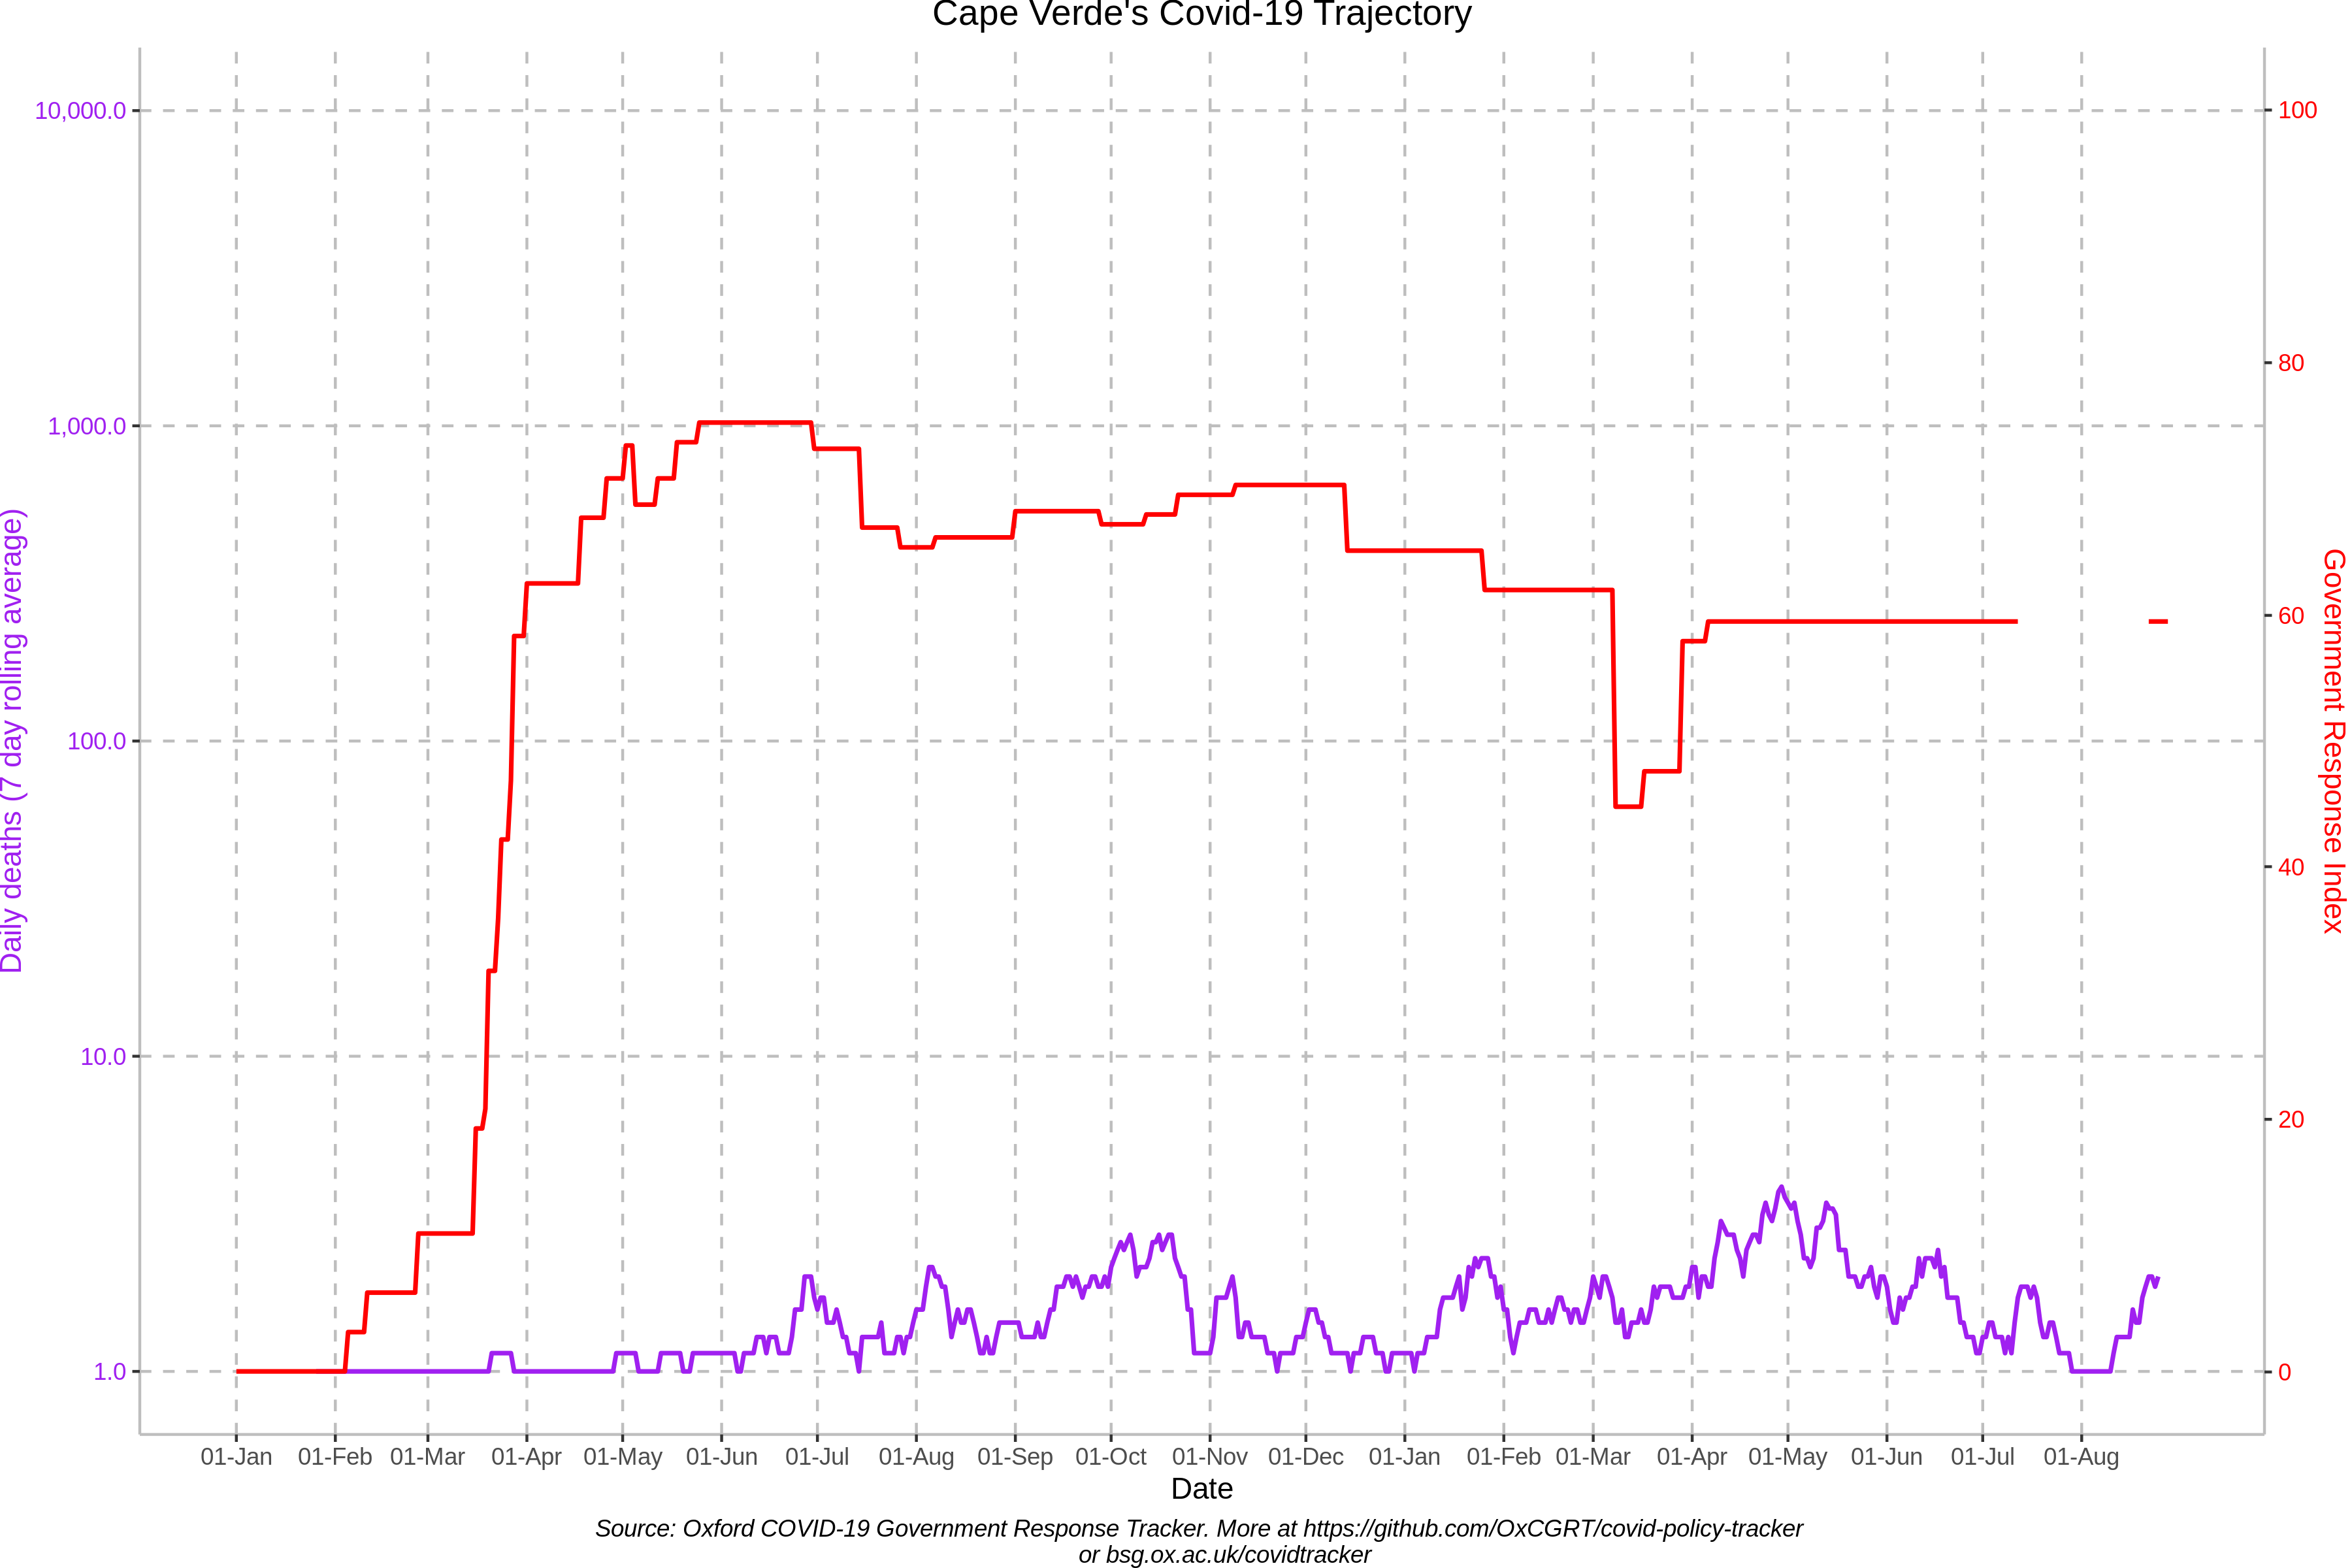 Cape Verde's Covid-19 Trajectory
10,000.0
1,000.0
100.0
10.0
1.0
Daily deaths (7 day rolling average)
100
80
60
40
20
0
Government Response Index
01-Jan 01-Feb 01-Mar 01-Apr 01-May 01-Jun 01-Jul 01-Aug 01-Sep 01-Oct 01-Nov 01-Dec 01-Jan 01-Feb 01-Mar 01-Apr 01-May 01-Jun 01-Jul 01-Aug
Date
Source: Oxford COVID-19 Government Response Tracker. More at https://github.com/OxCGRT/covid-policy-tracker
or bsg.ox.ac.uk/covidtracker